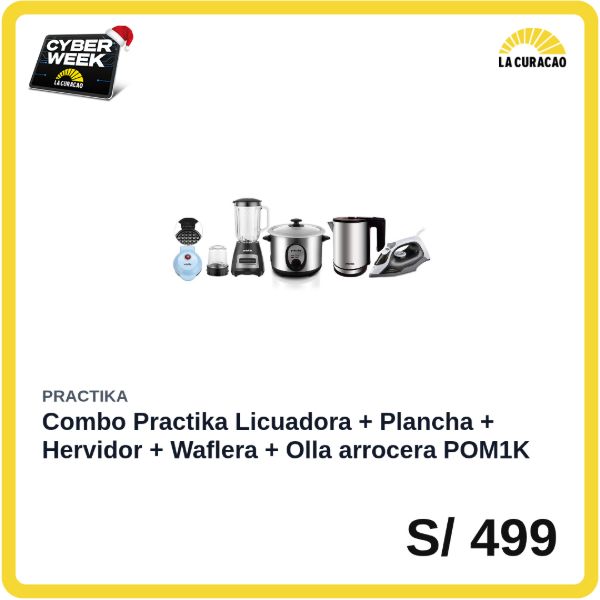 CYBER
WEEK
LA CURACAO
LA CURACAO
PRACTIKA
Combo Practika Licuadora + Plancha +
Hervidor + Waflera + Olla arrocera POM1K
S/ 499